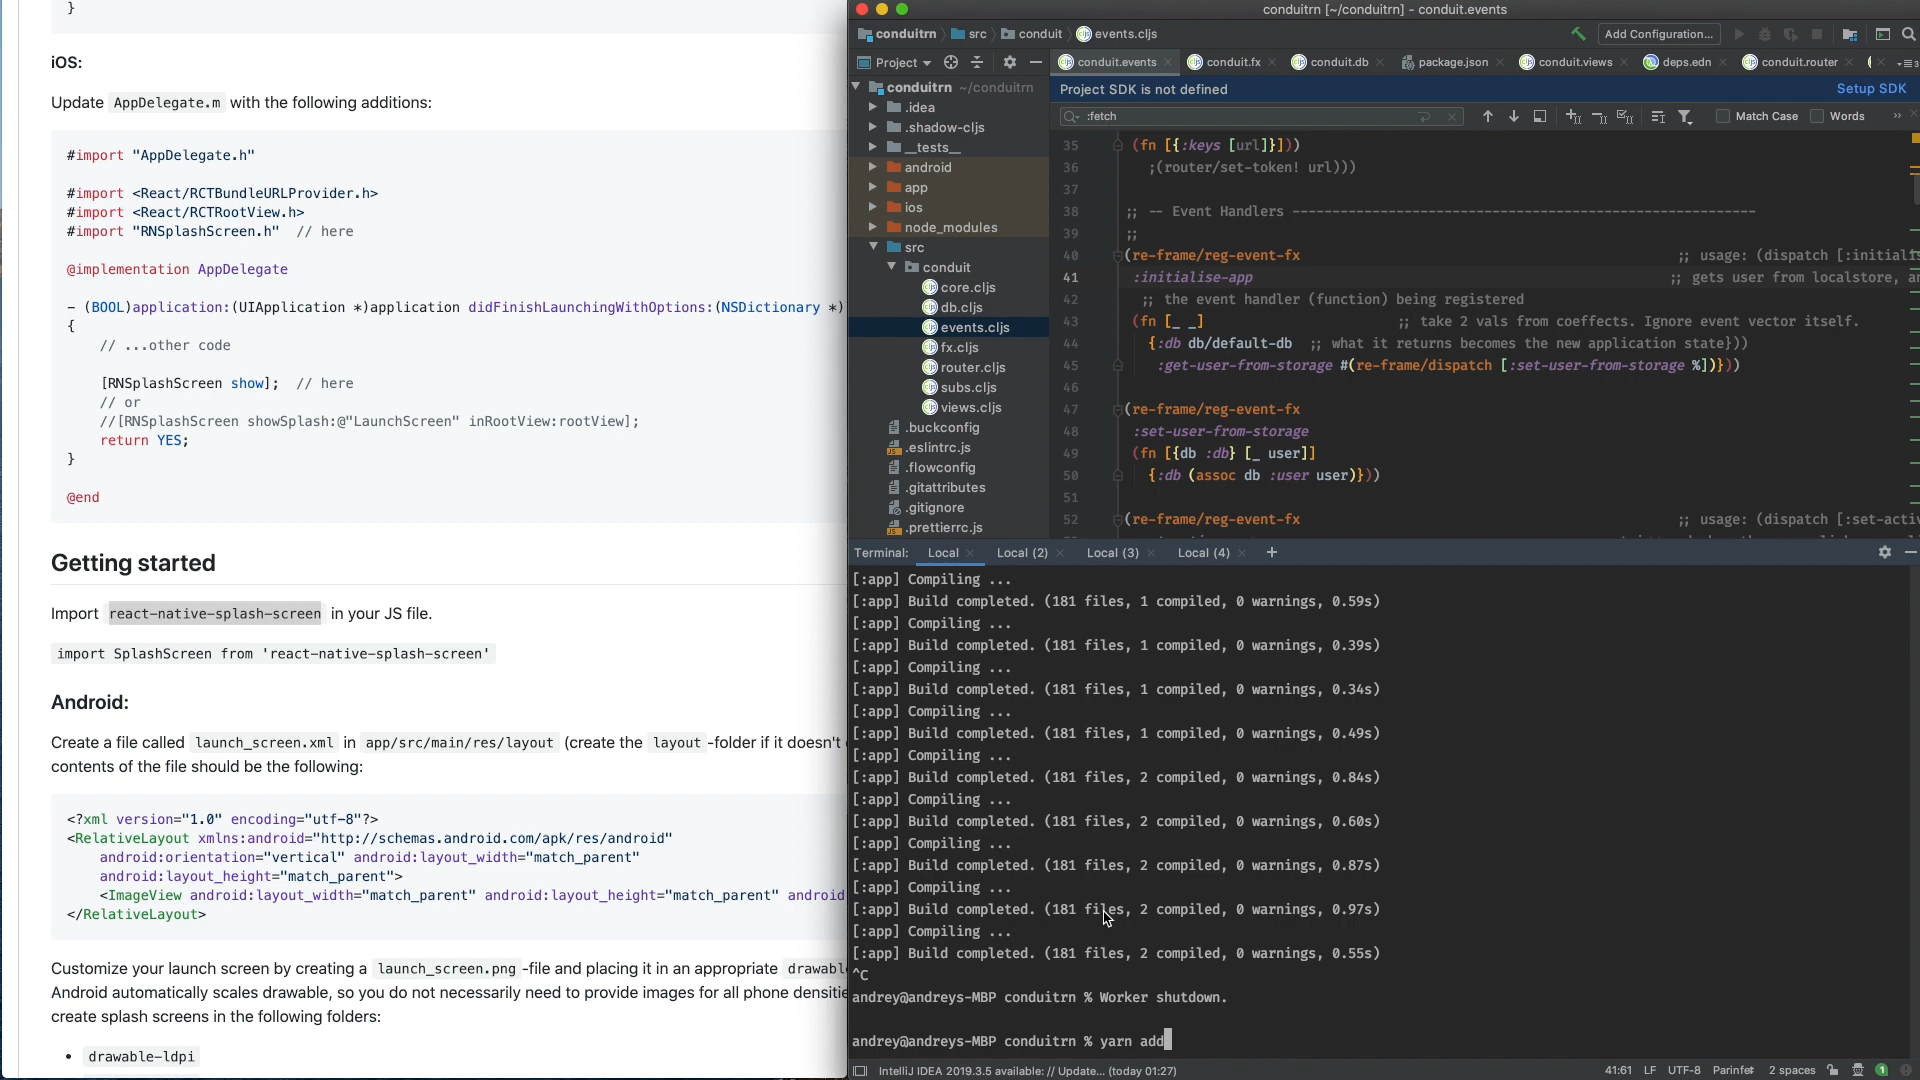 }
iOS:
Update AppDelegate.m with the following additions:
#import "AppDelegate.h"
#import <React/RCTBundleURLProvider.h>
#import <React/RCTRootView.h>
#import "RNSplashScreen.h"  // here
@implementation AppDelegate
- (BOOL)application:(UIApplication *)application didFinishLaunchingWithOptions:(NSDictionary *)
{
// ...other code
[RNSplashScreen show];  // here
// or
//[RNSplashScreen showSplash:@"LaunchScreen" inRootView:rootView];
return YES;
}
@end
Getting started
Import react-native-splash-screen in your JS file.
import SplashScreen from 'react-native-splash-screen'
Android:
Create a file called launch_screen.xml in app/src/main/res/layout (create the layout -folder if it doesn't
contents of the file should be the following:
<?xml version="1.0" encoding="utf-8"?>
<RelativeLayout xmlns:android="http://schemas.android.com/apk/res/android"
android:orientation="vertical" android:layout_width="match_parent"
android:layout_height="match_parent">
<ImageView android:layout_width="match_parent" android:layout_height="match_parent" android
</RelativeLayout>
Customize your launch screen by creating a launch_screen.png -file and placing it in an appropriate drawabl
Android automatically scales drawable, so you do not necessarily need to provide images for all phone densitie
create splash screens in the following folders:
• drawable-ldpi
conduitrn [~/conduitrn] - conduit.events
conduitrn src conduit events.cljs
Add Configuration...
Project
conduit.events conduit.fx conduit.db package.json conduit.views deps.edn conduit.router
conduitrn ~/conduitrn
.idea
.shadow-cljs
__tests__
android
app
ios
node_modules
src
conduit
core.cljs
db.cljs
events.cljs
fx.cljs
router.cljs
subs.cljs
views.cljs
.buckconfig
.eslintrc.js
.flowconfig
.gitattributes
.gitignore
.prettierrc.js
Project SDK is not defined Setup SDK
:fetch Match Case Words
35 (fn [{:keys [url]}]))
36 ;(router/set-token! url)))
37
38 ;; -- Event Handlers ----------------------------------------------------------
39 ;;
40 (re-frame/reg-event-fx ;; usage: (dispatch [:initialis
41 :initialise-app ;; gets user from localstore, an
42 ;; the event handler (function) being registered
43 (fn [_ _] ;; take 2 vals from coeffects. Ignore event vector itself.
44 {:db db/default-db ;; what it returns becomes the new application state}))
45 :get-user-from-storage #(re-frame/dispatch [:set-user-from-storage %])}))
46
47 (re-frame/reg-event-fx
48 :set-user-from-storage
49 (fn [{db :db} [_ user]]
50 {:db (assoc db :user user)}))
51
52 (re-frame/reg-event-fx ;; usage: (dispatch [:set-activ
Terminal: Local Local (2) Local (3) Local (4) +
[:app] Compiling ...
[:app] Build completed. (181 files, 1 compiled, 0 warnings, 0.59s)
[:app] Compiling ...
[:app] Build completed. (181 files, 1 compiled, 0 warnings, 0.39s)
[:app] Compiling ...
[:app] Build completed. (181 files, 1 compiled, 0 warnings, 0.34s)
[:app] Compiling ...
[:app] Build completed. (181 files, 1 compiled, 0 warnings, 0.49s)
[:app] Compiling ...
[:app] Build completed. (181 files, 2 compiled, 0 warnings, 0.84s)
[:app] Compiling ...
[:app] Build completed. (181 files, 2 compiled, 0 warnings, 0.60s)
[:app] Compiling ...
[:app] Build completed. (181 files, 2 compiled, 0 warnings, 0.87s)
[:app] Compiling ...
[:app] Build completed. (181 files, 2 compiled, 0 warnings, 0.97s)
[:app] Compiling ...
[:app] Build completed. (181 files, 2 compiled, 0 warnings, 0.55s)
^C
andrey@andreys-MBP conduitrn % Worker shutdown.
andrey@andreys-MBP conduitrn % yarn add
IntelliJ IDEA 2019.3.5 available: // Update... (today 01:27)
41:61 LF UTF-8 Parinfer 2 spaces 1